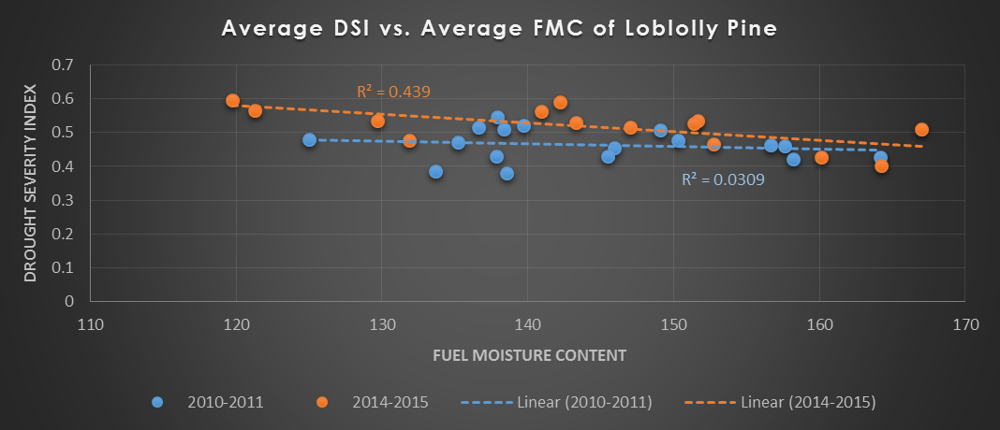 Average DSI vs. Average FMC of Loblolly Pine
DROUGHT SEVERITY INDEX
0.7
0.6
0.5
0.4
0.3
0.2
0.1
0
R² = 0.439
R² = 0.0309
110 120 130 140 150 160 170
FUEL MOISTURE CONTENT
2010-2011 2014-2015 Linear (2010-2011) Linear (2014-2015)